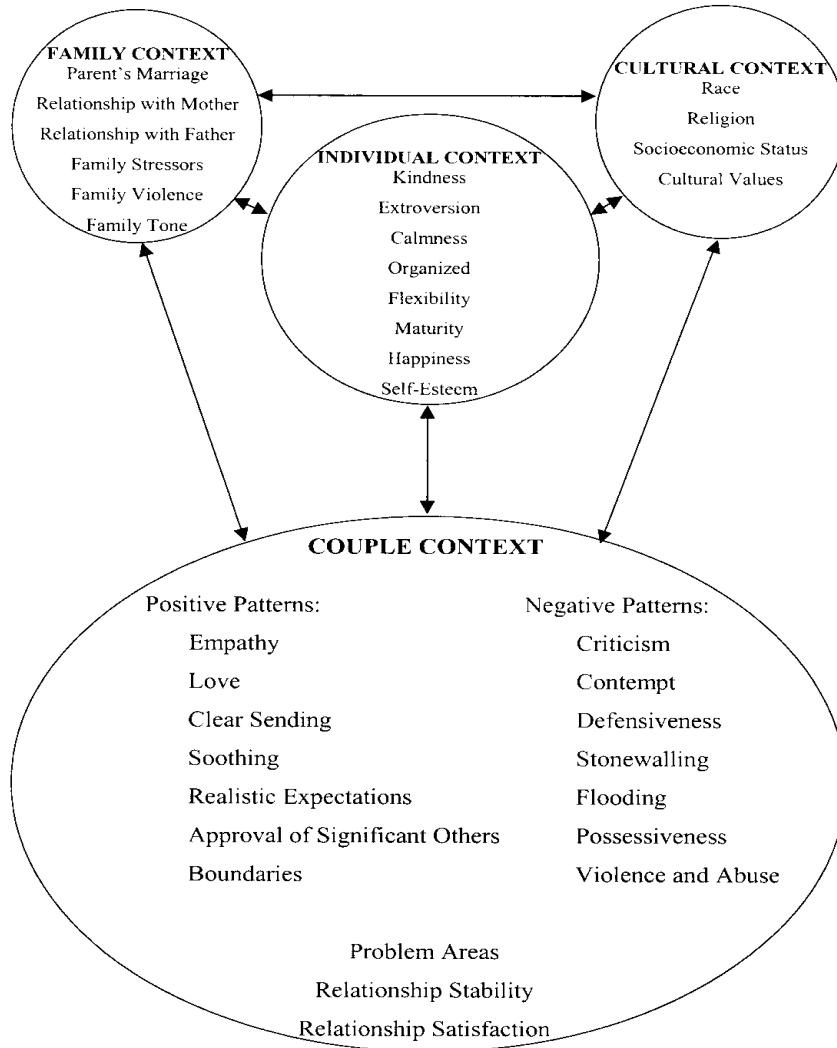 FAMILY CONTEXT
Parent's Marriage
Relationship with Mother
Relationship with Father
Family Stressors
Family Violence
Family Tone
CULTURAL CONTEXT
Race
Religion
Socioeconomic Status
Cultural Values
INDIVIDUAL CONTEXT
Kindness
Extroversion
Calmness
Organized
Flexibility
Maturity
Happiness
Self-Esteem
COUPLE CONTEXT
Positive Patterns:
Empathy
Love
Clear Sending
Soothing
Realistic Expectations
Approval of Significant Others
Boundaries
Negative Patterns:
Criticism
Contempt
Defensiveness
Stonewalling
Flooding
Possessiveness
Violence and Abuse
Problem Areas
Relationship Stability
Relationship Satisfaction